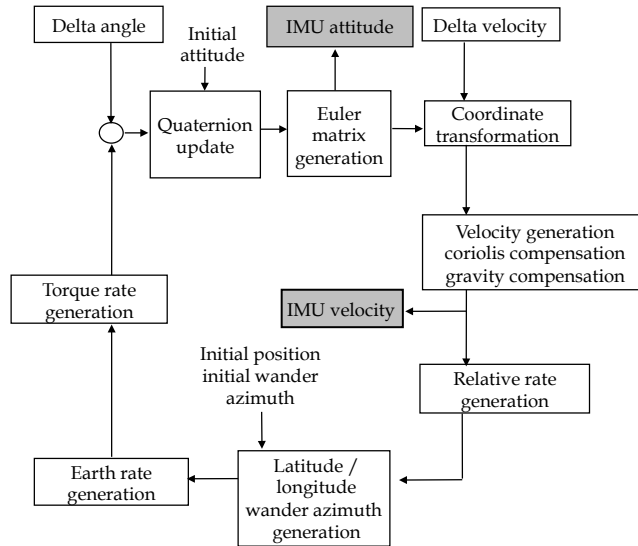 Delta angle
Initial
attitude
IMU attitude
Delta velocity
Quaternion
update
Euler
matrix
generation
Coordinate
transformation
Velocity generation
coriolis compensation
gravity compensation
Torque rate
generation
IMU velocity
Initial position
initial wander
azimuth
Relative rate
generation
Earth rate
generation
Latitude /
longitude
wander azimuth
generation